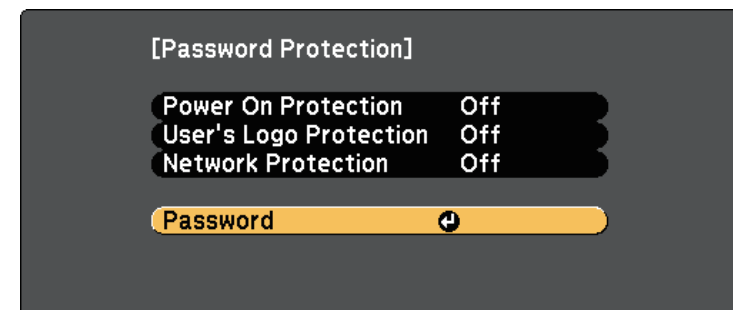 [Password Protection]
Power On Protection Off
User's Logo Protection Off
Network Protection Off
Password